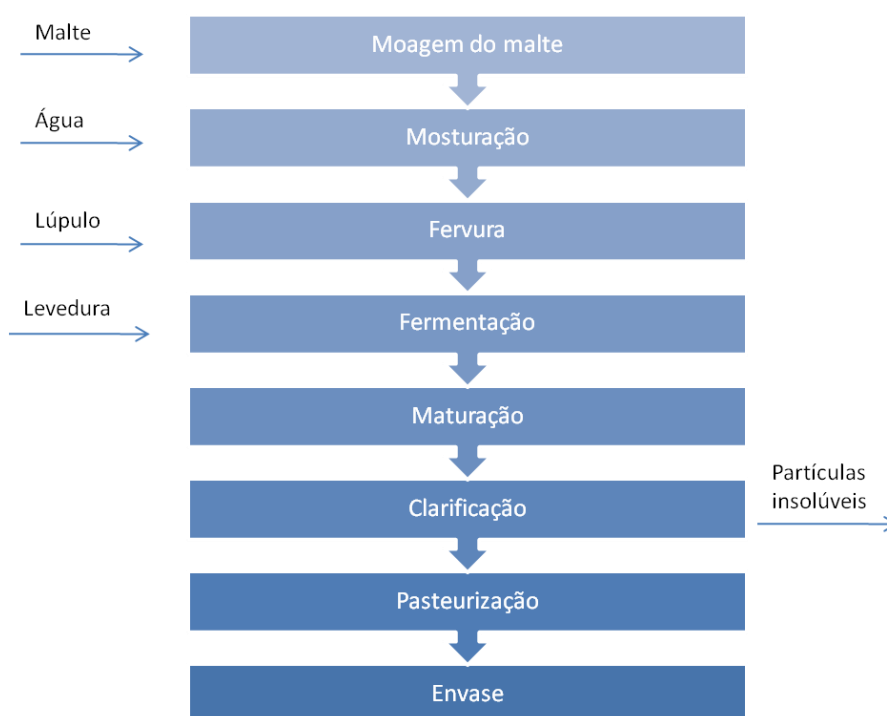 Malte
Moagem do malte
Água
Mosturação
Lúpulo
Fervura
Levedura
Fermentação
Maturação
Partículas
insolúveis
Clarificação
Pasteurização
Envase